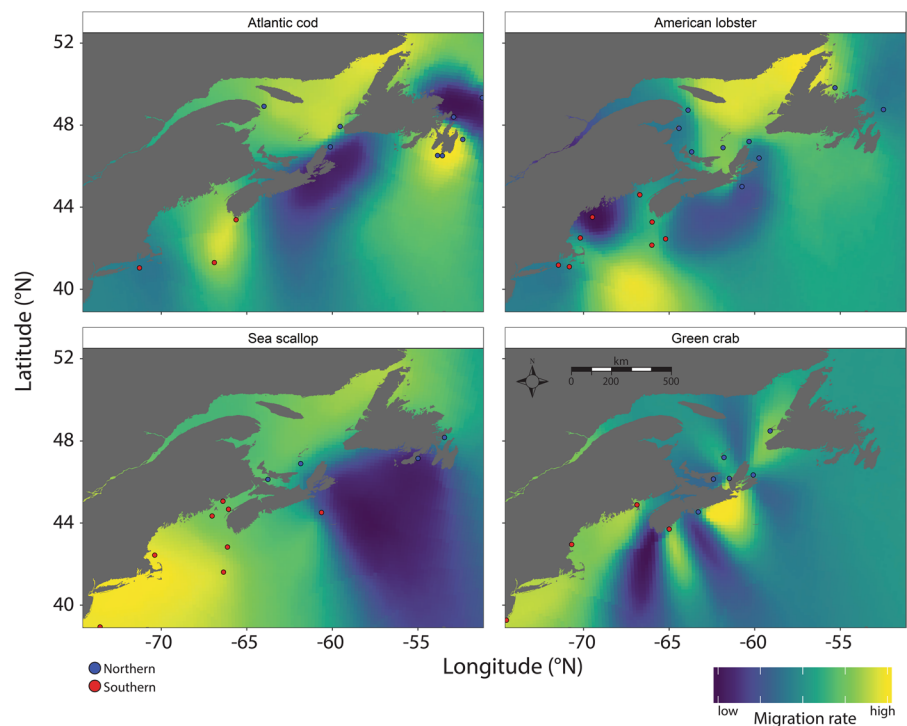 Atlantic cod
American lobster
52
48
44
40
Latitude (°N)
Sea scallop
Green crab
52
48
44
40
N
km
0 200 500
-70 -65 -60 -55
-70 -65 -60 -55
Longitude (°N)
Northern
Southern
low high
Migration rate